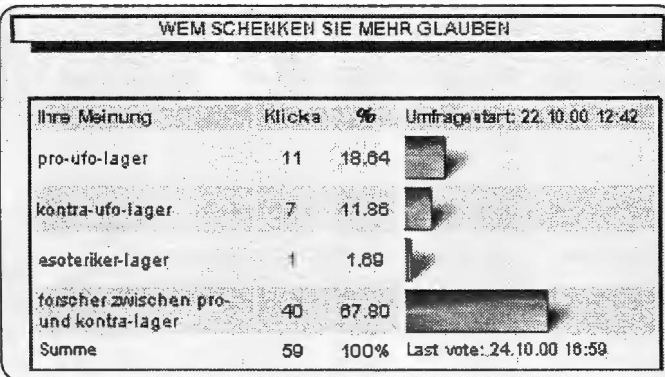 WEM SCHENKEN SIE MEHR GLAUBEN
Ihre Meinung Klicks % Umfragestart: 22.10.00 12:42
pro-ufo-lager 11 18,64
kontra-ufo-lager 7 11.86
esoteriker-lager 1 1.69
forscher zwischen pro-
und kontra-lager 40 67.80
Summe 59 100% Last vote: 24.10.00 16:59